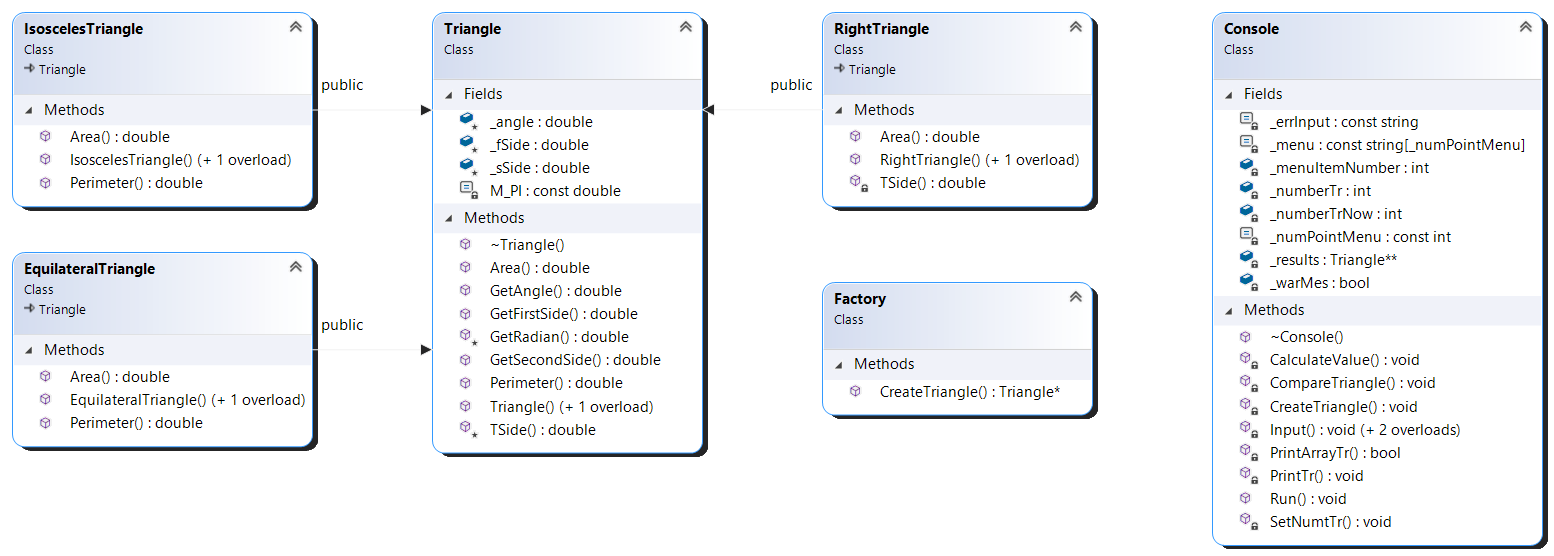 IsoscelesTriangle
Class
Triangle
Methods
Area() : double
IsoscelesTriangle() (+ 1 overload)
Perimeter() : double
public
EquilateralTriangle
Class
Triangle
Methods
Area() : double
EquilateralTriangle() (+ 1 overload)
Perimeter() : double
public
Triangle
Class
Fields
_angle : double
_fSide : double
_sSide : double
M_PI : const double
Methods
~Triangle()
Area() : double
GetAngle() : double
GetFirstSide() : double
GetRadian() : double
GetSecondSide() : double
Perimeter() : double
Triangle() (+ 1 overload)
TSide() : double
public
RightTriangle
Class
Triangle
Methods
Area() : double
RightTriangle() (+ 1 overload)
TSide() : double
Factory
Class
Methods
CreateTriangle() : Triangle*
Console
Class
Fields
_errInput : const string
_menu : const string[_numPointMenu]
_menuItemNumber : int
_numberTr : int
_numberTrNow : int
_numPointMenu : const int
_results : Triangle**
_warMes : bool
Methods
~Console()
CalculateValue() : void
CompareTriangle() : void
CreateTriangle() : void
Input() : void (+ 2 overloads)
PrintArrayTr() : bool
PrintTr() : void
Run() : void
SetNumtTr() : void